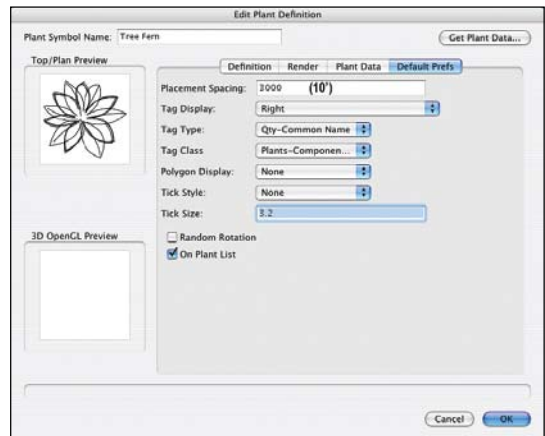 Edit Plant Definition
Plant Symbol Name: Tree Fern Get Plant Data...
Top/Plan Preview
Definition Render Plant Data Default Prefs
Placement Spacing: 3000 (10')
Tag Display: Right
Tag Type: Qty-Common Name
Tag Class Plants-Componen...
Polygon Display: None
Tick Style: None
Tick Size: 3.2
3D OpenGL Preview
Random Rotation
On Plant List
Cancel OK